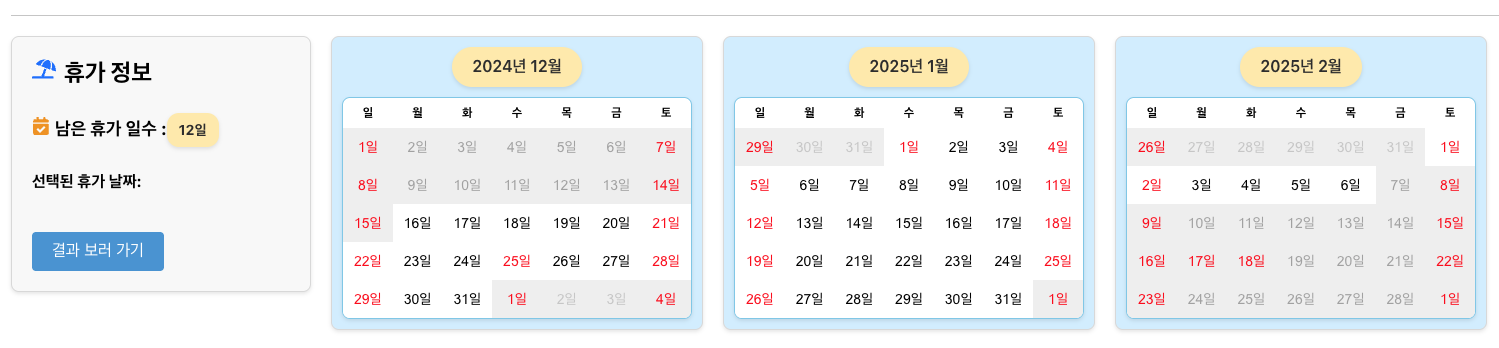 휴가 정보
남은 휴가 일수 : 12일
선택된 휴가 날짜:
결과 보러 가기
2024년 12월
일 월 화 수 목 금 토
1일 2일 3일 4일 5일 6일 7일
8일 9일 10일 11일 12일 13일 14일
15일 16일 17일 18일 19일 20일 21일
22일 23일 24일 25일 26일 27일 28일
29일 30일 31일 1일 2일 3일 4일
2025년 1월
일 월 화 수 목 금 토
29일 30일 31일 1일 2일 3일 4일
5일 6일 7일 8일 9일 10일 11일
12일 13일 14일 15일 16일 17일 18일
19일 20일 21일 22일 23일 24일 25일
26일 27일 28일 29일 30일 31일 1일
2025년 2월
일 월 화 수 목 금 토
26일 27일 28일 29일 30일 31일 1일
2일 3일 4일 5일 6일 7일 8일
9일 10일 11일 12일 13일 14일 15일
16일 17일 18일 19일 20일 21일 22일
23일 24일 25일 26일 27일 28일 1일